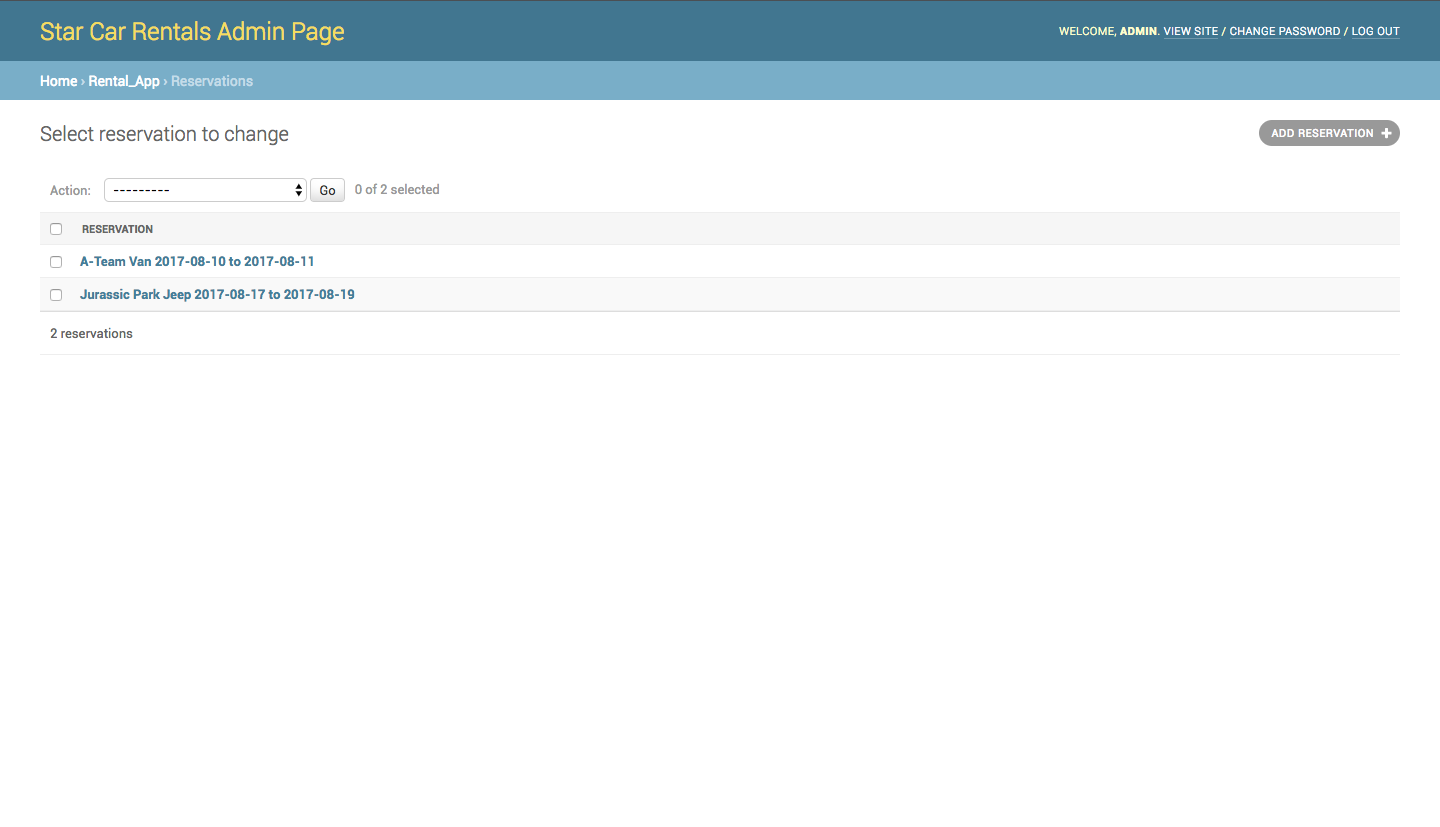 Star Car Rentals Admin Page
WELCOME, ADMIN. VIEW SITE / CHANGE PASSWORD / LOG OUT
Home › Rental_App › Reservations
Select reservation to change
ADD RESERVATION +
Action: --------- Go 0 of 2 selected
RESERVATION
A-Team Van 2017-08-10 to 2017-08-11
Jurassic Park Jeep 2017-08-17 to 2017-08-19
2 reservations